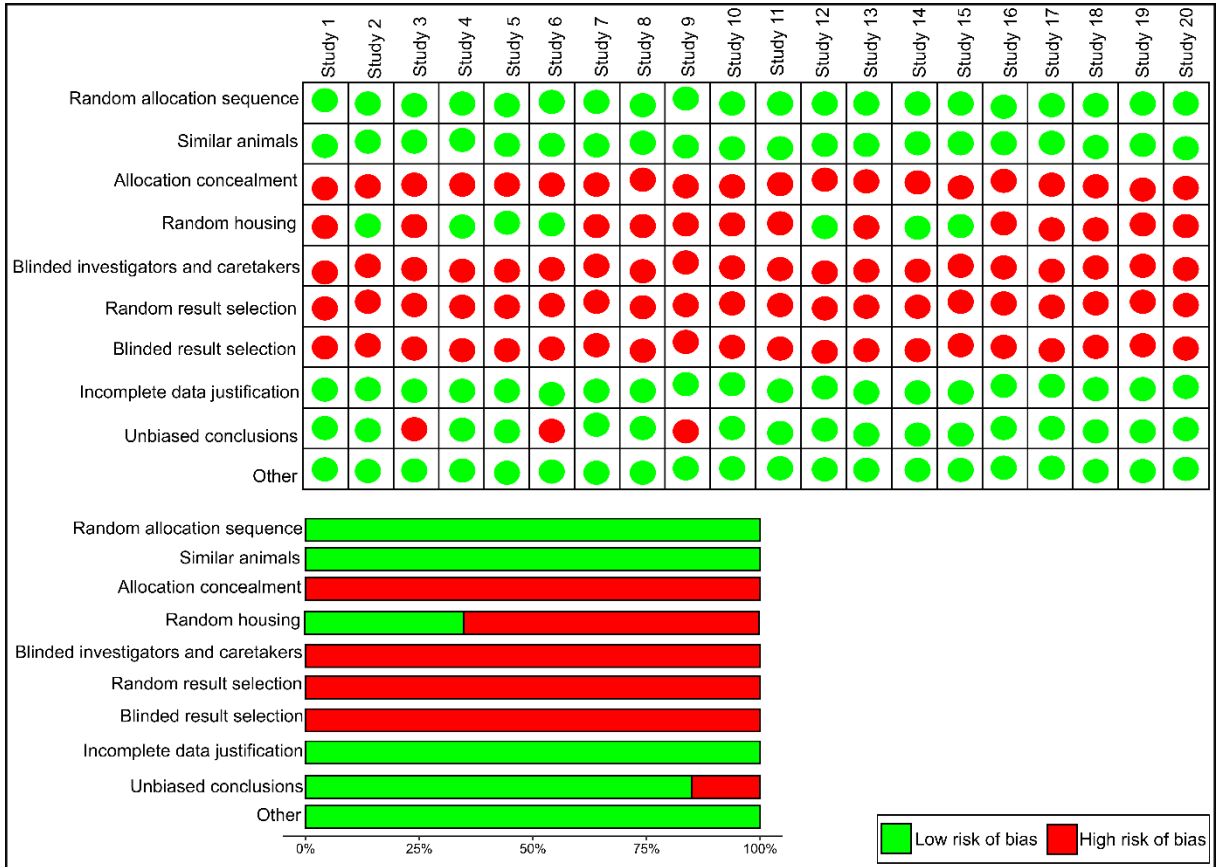 Study 1
Study 2
Study 3
Study 4
Study 5
Study 6
Study 7
Study 8
Study 9
Study 10
Study 11
Study 12
Study 13
Study 14
Study 15
Study 16
Study 17
Study 18
Study 19
Study 20
Random allocation sequence
Similar animals
Allocation concealment
Random housing
Blinded investigators and caretakers
Random result selection
Blinded result selection
Incomplete data justification
Unbiased conclusions
Other
Random allocation sequence
Similar animals
Allocation concealment
Random housing
Blinded investigators and caretakers
Random result selection
Blinded result selection
Incomplete data justification
Unbiased conclusions
Other
0% 25% 50% 75% 100%
Low risk of bias
High risk of bias